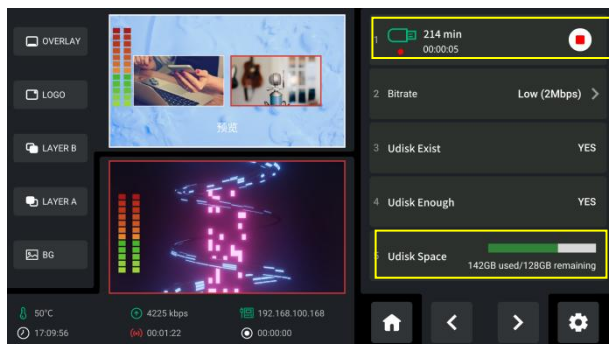 OVERLAY
LOGO
LAYER B
LAYER A
BG
预览
50°C
4225 kbps
192.168.100.168
17:09:56
00:01:22
00:00:00
1 214 min
00:00:05
2 Bitrate Low (2Mbps)
3 Udisk Exist YES
4 Udisk Enough YES
5 Udisk Space
142GB used/128GB remaining